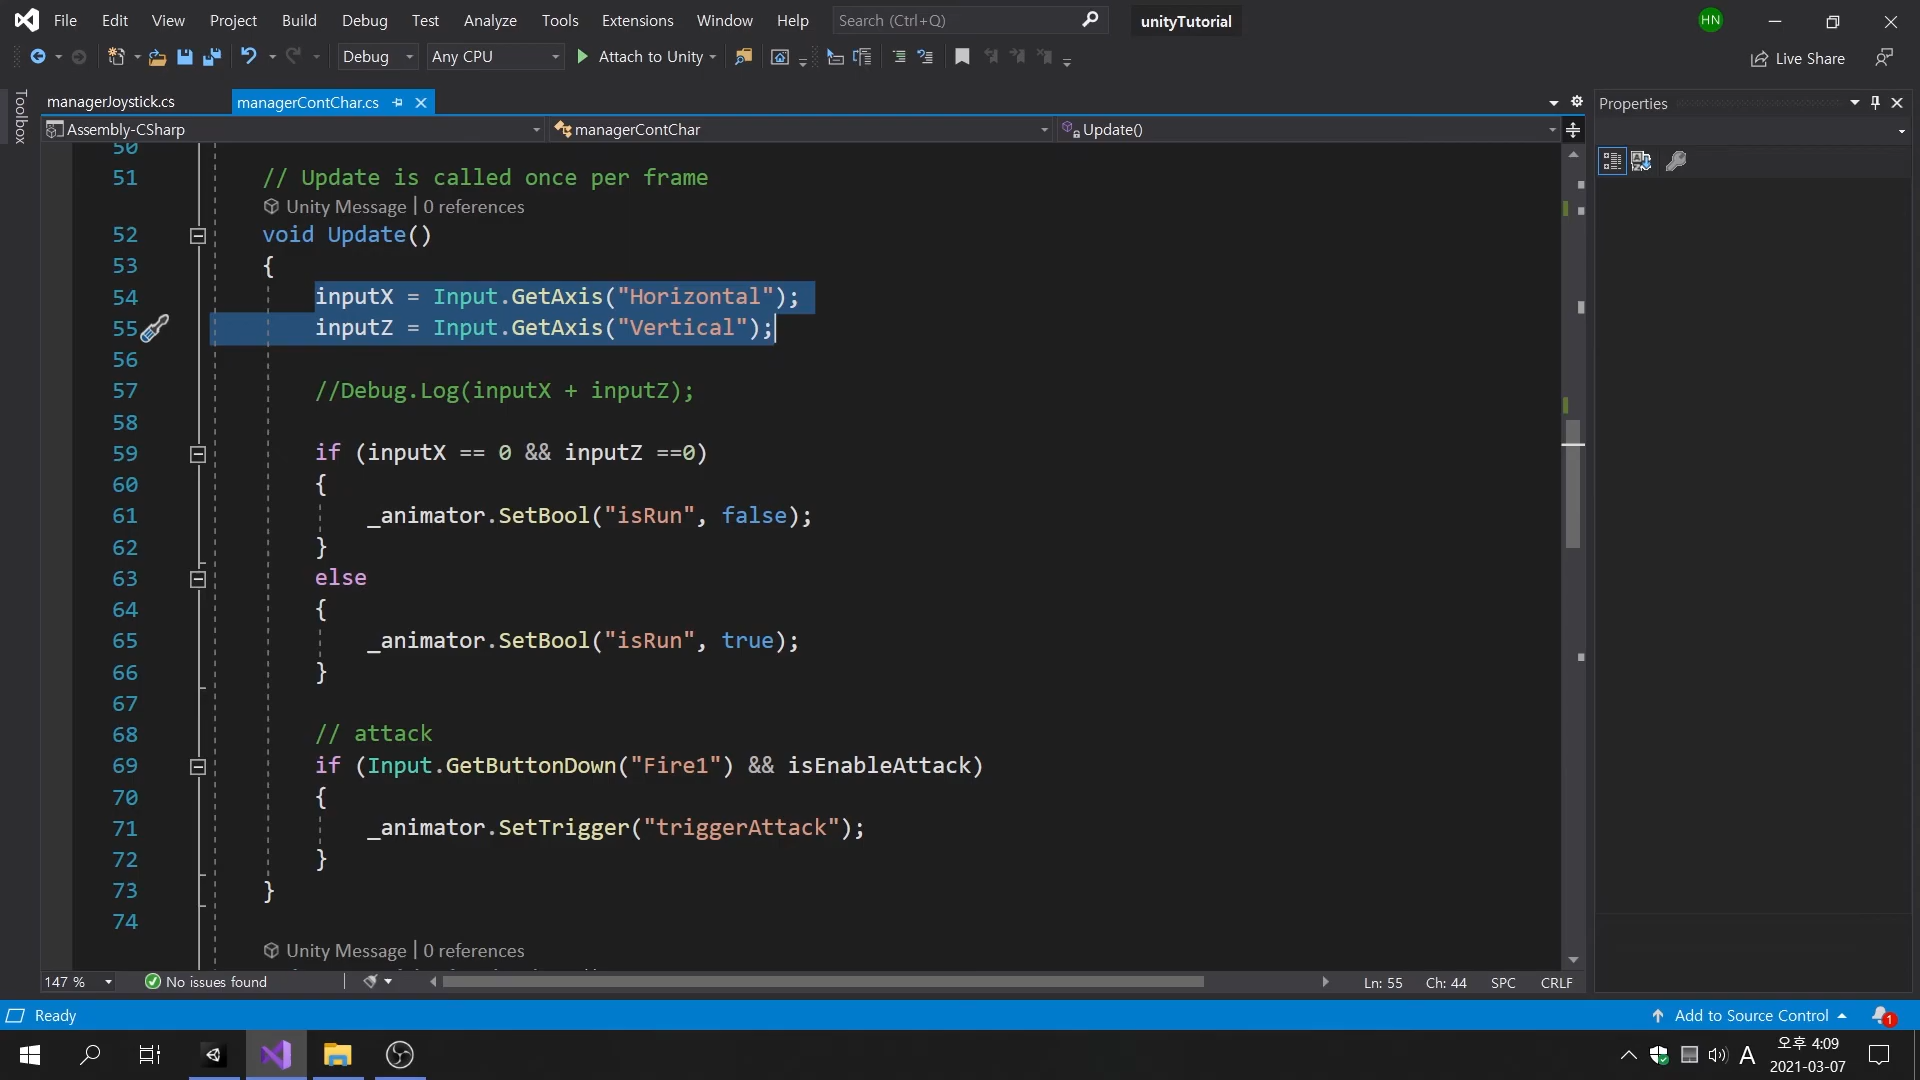 File Edit View Project Build Debug Test Analyze Tools Extensions Window Help Search (Ctrl+Q) unityTutorial HN
Debug Any CPU Attach to Unity Live Share
Toolbox
managerJoystick.cs managerContChar.cs Properties
Assembly-CSharp managerContChar Update()
50
51 // Update is called once per frame
Unity Message | 0 references
52 void Update()
53 {
54 inputX = Input.GetAxis("Horizontal");
55 inputZ = Input.GetAxis("Vertical");
56
57 //Debug.Log(inputX + inputZ);
58
59 if (inputX == 0 && inputZ ==0)
60 {
61 _animator.SetBool("isRun", false);
62 }
63 else
64 {
65 _animator.SetBool("isRun", true);
66 }
67
68 // attack
69 if (Input.GetButtonDown("Fire1") && isEnableAttack)
70 {
71 _animator.SetTrigger("triggerAttack");
72 }
73 }
74
Unity Message | 0 references
147 % No issues found Ln: 55 Ch: 44 SPC CRLF
Ready Add to Source Control 1
A 오후 4:09
2021-03-07